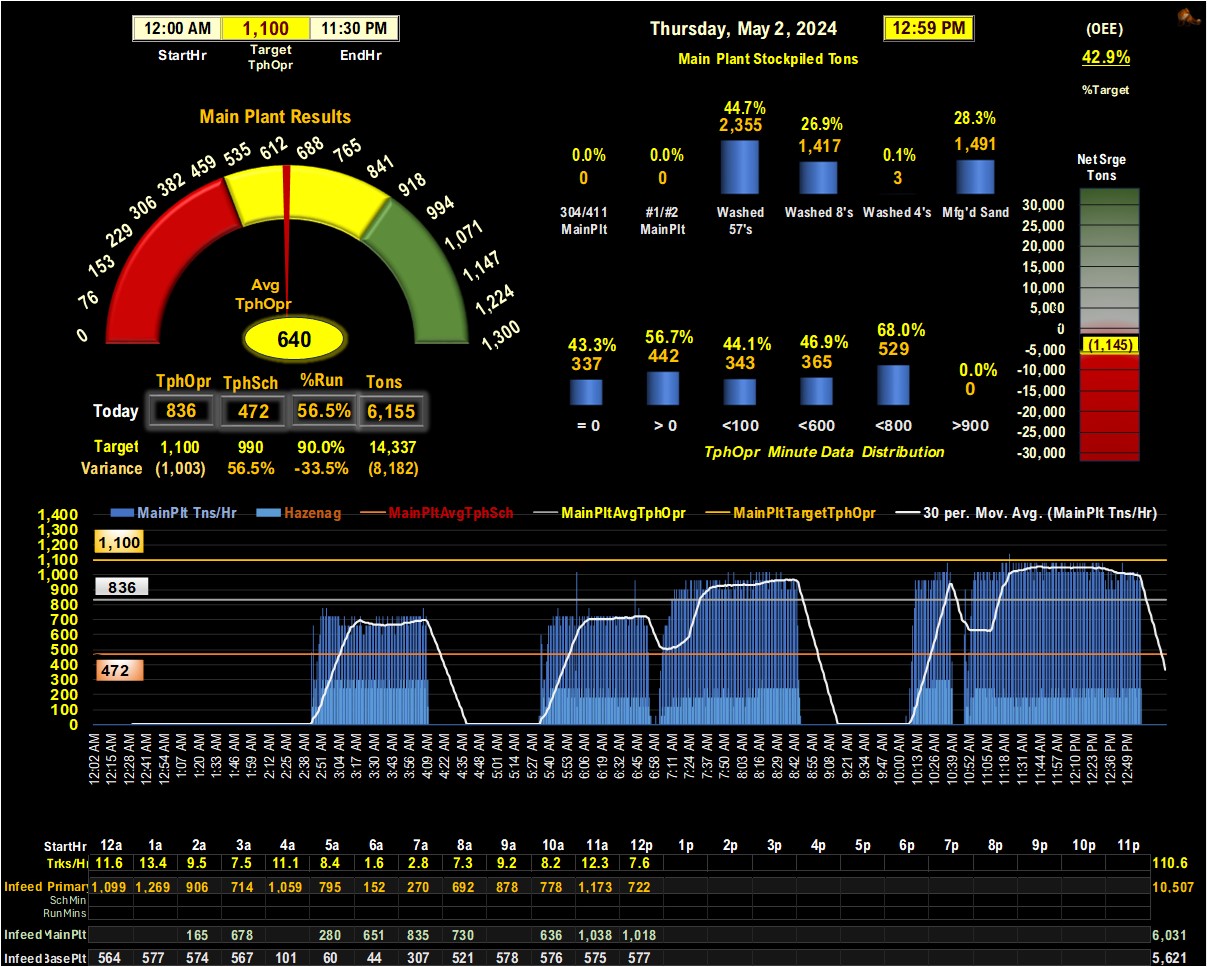 12:00 AM 1,100 11:30 PM
StartHr Target TphOpr EndHr
Thursday, May 2, 2024 12:59 PM
Main Plant Stockpiled Tons
(OEE)
42.9%
%Target
Main Plant Results
0 76 153 229 306 382 459 535 612 688 765 841 918 994 1,071 1,147 1,224 1,300
Avg
TphOpr
640
44.7% 26.9% 28.3%
0.0% 0.0% 2,355 1,417 0.1% 1,491
0 0 3
304/411 MainPlt #1/#2 MainPlt Washed 57's Washed 8's Washed 4's Mfg'd Sand
Net Srge
Tons
30,000
25,000
20,000
15,000
10,000
5,000
0
-5,000
-10,000
-15,000
-20,000
-25,000
-30,000
(1,145)
43.3% 56.7% 44.1% 46.9% 68.0% 0.0%
337 442 343 365 529 0
= 0 > 0 <100 <600 <800 >900
TphOpr Minute Data Distribution
TphOpr TphSch %Run Tons
Today 836 472 56.5% 6,155
Target 1,100 990 90.0% 14,337
Variance (1,003) 56.5% -33.5% (8,182)
MainPlt Tns/Hr Hazenag MainPltAvgTphSch MainPltAvgTphOpr MainPltTargetTphOpr 30 per. Mov. Avg. (MainPlt Tns/Hr)
1,400
1,300
1,200
1,100
1,000
900
800
700
600
500
400
300
200
100
0
1,100
836
472
12:02 AM 12:15 AM 12:28 AM 12:41 AM 12:54 AM 1:07 AM 1:20 AM 1:33 AM 1:46 AM 1:59 AM 2:12 AM 2:25 AM 2:38 AM 2:51 AM 3:04 AM 3:17 AM 3:30 AM 3:43 AM 3:56 AM 4:09 AM 4:22 AM 4:35 AM 4:48 AM 5:01 AM 5:14 AM 5:27 AM 5:40 AM 5:53 AM 6:06 AM 6:19 AM 6:32 AM 6:45 AM 6:58 AM 7:11 AM 7:24 AM 7:37 AM 7:50 AM 8:03 AM 8:16 AM 8:29 AM 8:42 AM 8:55 AM 9:08 AM 9:21 AM 9:34 AM 9:47 AM 10:00 AM 10:13 AM 10:26 AM 10:39 AM 10:52 AM 11:05 AM 11:18 AM 11:31 AM 11:44 AM 11:57 AM 12:10 PM 12:23 PM 12:36 PM 12:49 PM
StartHr 12a 1a 2a 3a 4a 5a 6a 7a 8a 9a 10a 11a 12p 1p 2p 3p 4p 5p 6p 7p 8p 9p 10p 11p
Trks/Hr 11.6 13.4 9.5 7.5 11.1 8.4 1.6 2.8 7.3 9.2 8.2 12.3 7.6 110.6
Infeed Primary 1,099 1,269 906 714 1,059 795 152 270 692 878 778 1,173 722 10,507
SchMin
RunMins
Infeed MainPlt 165 678 280 651 835 730 636 1,038 1,018 6,031
Infeed BasePlt 564 577 574 567 101 60 44 307 521 578 576 575 577 5,621